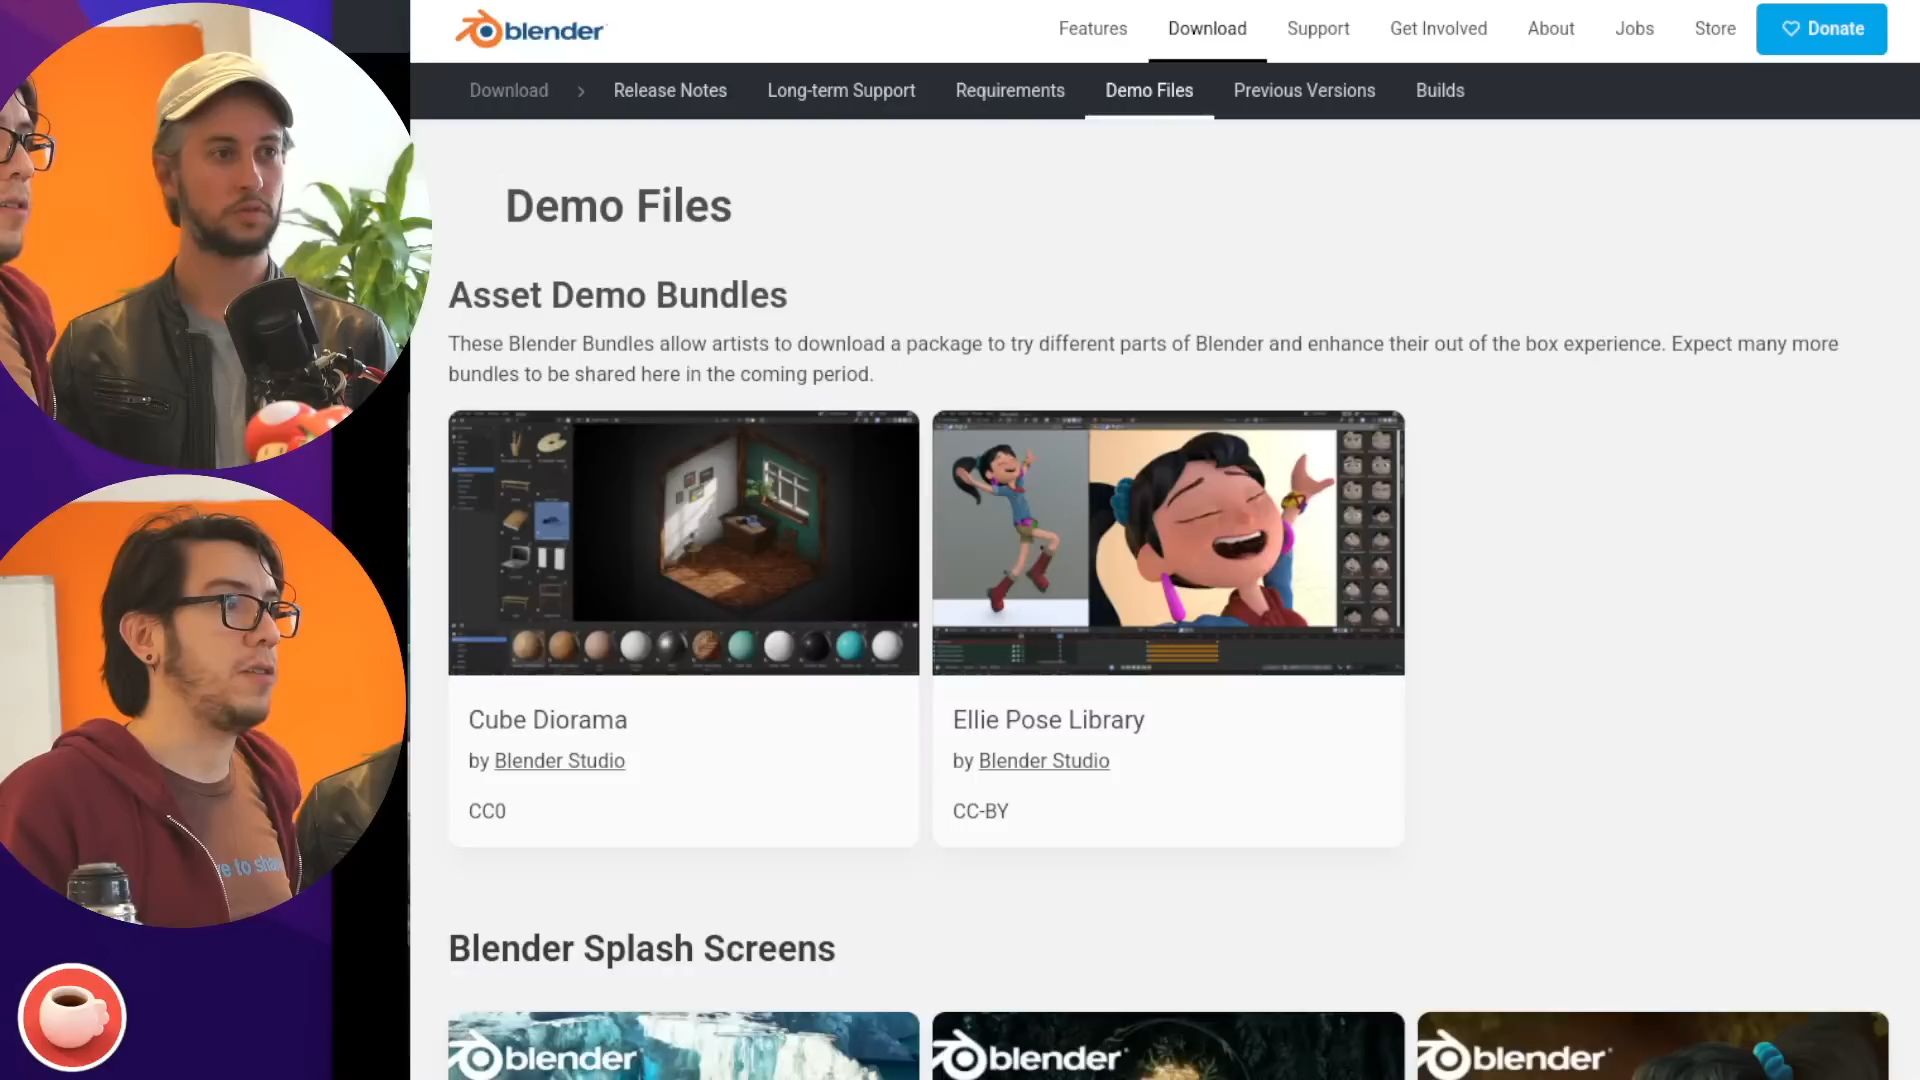 blender
Features
Download
Support
Get Involved
About
Jobs
Store
Donate
Download
Release Notes
Long-term Support
Requirements
Demo Files
Previous Versions
Builds
Demo Files
Asset Demo Bundles
These Blender Bundles allow artists to download a package to try different parts of Blender and enhance their out of the box experience. Expect many more
bundles to be shared here in the coming period.
Cube Diorama
by Blender Studio
CC0
Ellie Pose Library
by Blender Studio
CC-BY
to
Blender Splash Screens
blender
blender
blender